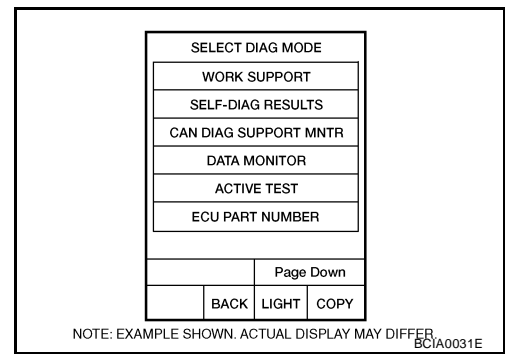 SELECT DIAG MODE
WORK SUPPORT
SELF-DIAG RESULTS
CAN DIAG SUPPORT MNTR
DATA MONITOR
ACTIVE TEST
ECU PART NUMBER
Page Down
BACK LIGHT COPY
NOTE: EXAMPLE SHOWN. ACTUAL DISPLAY MAY DIFFER.
BCIA0031E